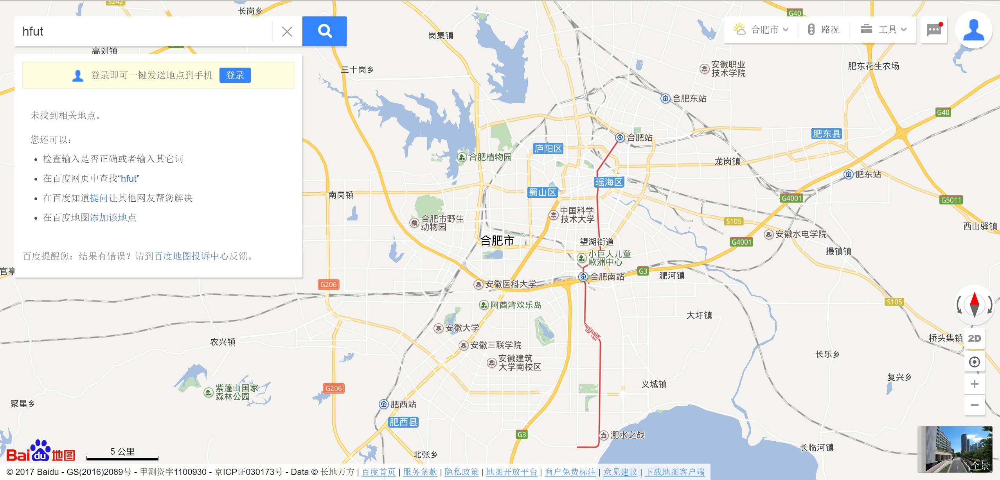 S242
长岗乡
G40
hfut
合肥市
路况
工具
岗集镇
高刘镇
安徽职业
技术学院
肥东花生农场
三十岗乡
登录即可一键发送地点到手机
登录
合肥东站
G40
未找到相关地点。
肥东县
合肥站
您还可以：
庐阳区
合肥植物园
检查输入是否正确或者输入其它词
龙岗镇
肥东站
在百度网页中查找“hfut”
瑶海区
蜀山区
南岗镇
在百度知道提问让其他网友帮您解决
G4001
G5011
中国科学
技术大学
在百度地图添加该地点
合肥市野生
动物园
S105
西山驿镇
安徽水电学院
合肥市
望湖街道
G4001
撮镇镇
小巨人儿童
欧洲中心
百度提醒您：结果有错误？请到百度地图投诉中心反馈。
官亭
G3
合肥南站
淝河镇
G206
安徽医科大学
S105
阿酋湾欢乐岛
大圩镇
安徽大学
1号线
农兴镇
桥头集镇
2D
安徽三联学院
长乐乡
安徽建筑
大学南校区
复兴乡
义城镇
紫蓬山国家
森林公园
G206
聚星乡
肥西站
肥西县
G3
淝水之战
长临河镇
Bai du 地图
5 公里
北张乡
全景
© 2017 Baidu - GS(2016)2089号 - 甲测资字1100930 - 京ICP证030173号 - Data © 长地万方 | 百度首页 | 服务条款 | 隐私政策 | 地图开放平台 | 商户免费标注 | 意见建议 | 下载地图客户端